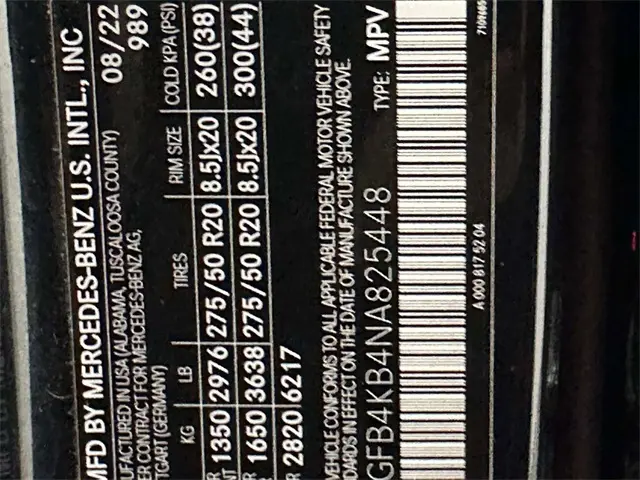 MFD BY MERCEDES-BENZ U.S. INTL., INC
UFACTURED IN USA (ALABAMA, TUSCALOOSA COUNTY) 08/22
ER CONTRACT FOR MERCEDES-BENZ AG, 989
TGART (GERMANY)
KG LB TIRES RIM SIZE COLD KPA (PSI)
1350 2976 275/50 R20 8.5Jx20 260(38)
1650 3638 275/50 R20 8.5Jx20 300(44)
2820 6217
VEHICLE CONFORMS TO ALL APPLICABLE FEDERAL MOTOR VEHICLE SAFETY
DARDS IN EFFECT ON THE DATE OF MANUFACTURE SHOWN ABOVE.
GFB4KB4NA825448 TYPE: MPV
A 000 817 52 04